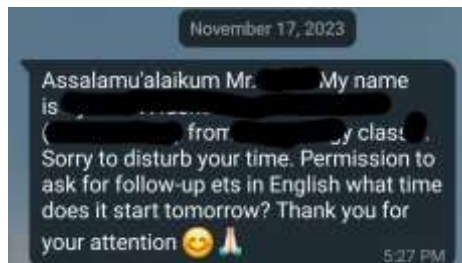 November 17, 2023
Assalamu'alaikum Mr. My name
is
( from
Sorry to disturb your time. Permission to
ask for follow-up ets in English what time
does it start tomorrow? Thank you for
your attention 😊🙏🏻
5:27 PM